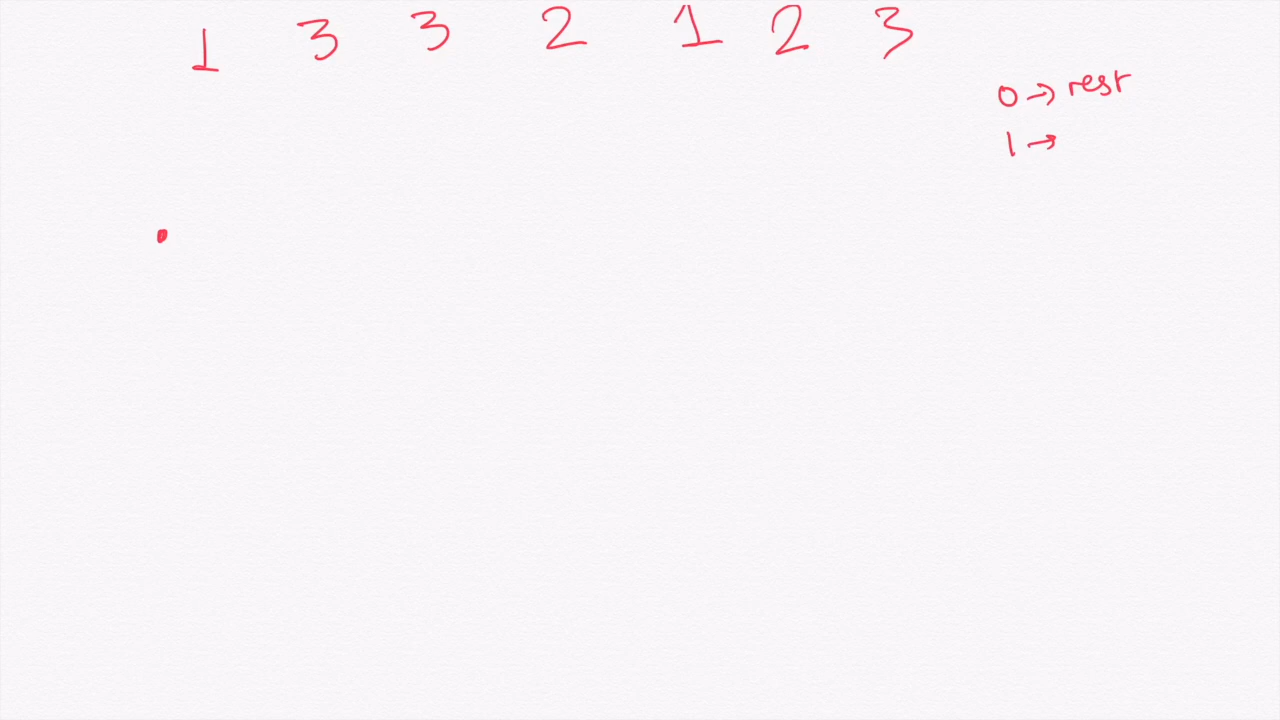 1 3 3 2 1 2 3
0 → rest
1 →